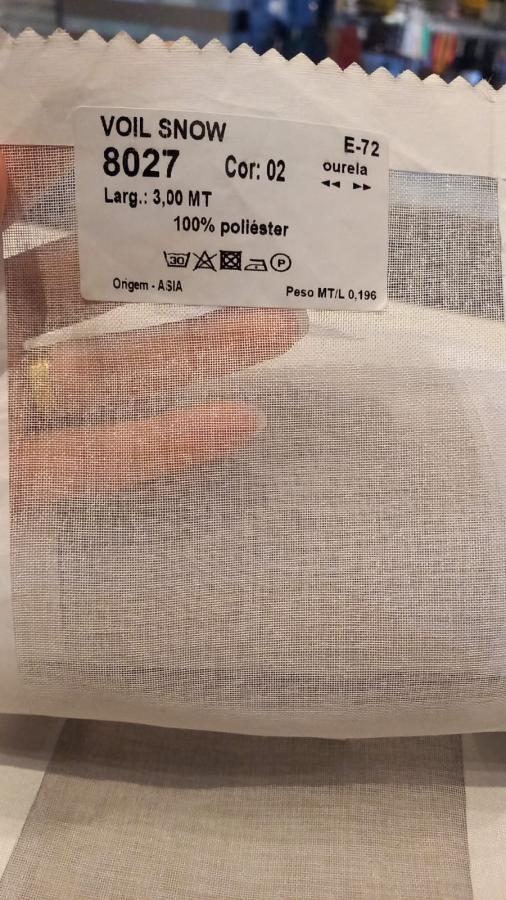 VOIL SNOW
E-72
8027 Cor: 02
ourela
Larg.: 3,00 MT
100% poliéster
30 P
Origem - ASIA
Peso MT/L 0,196